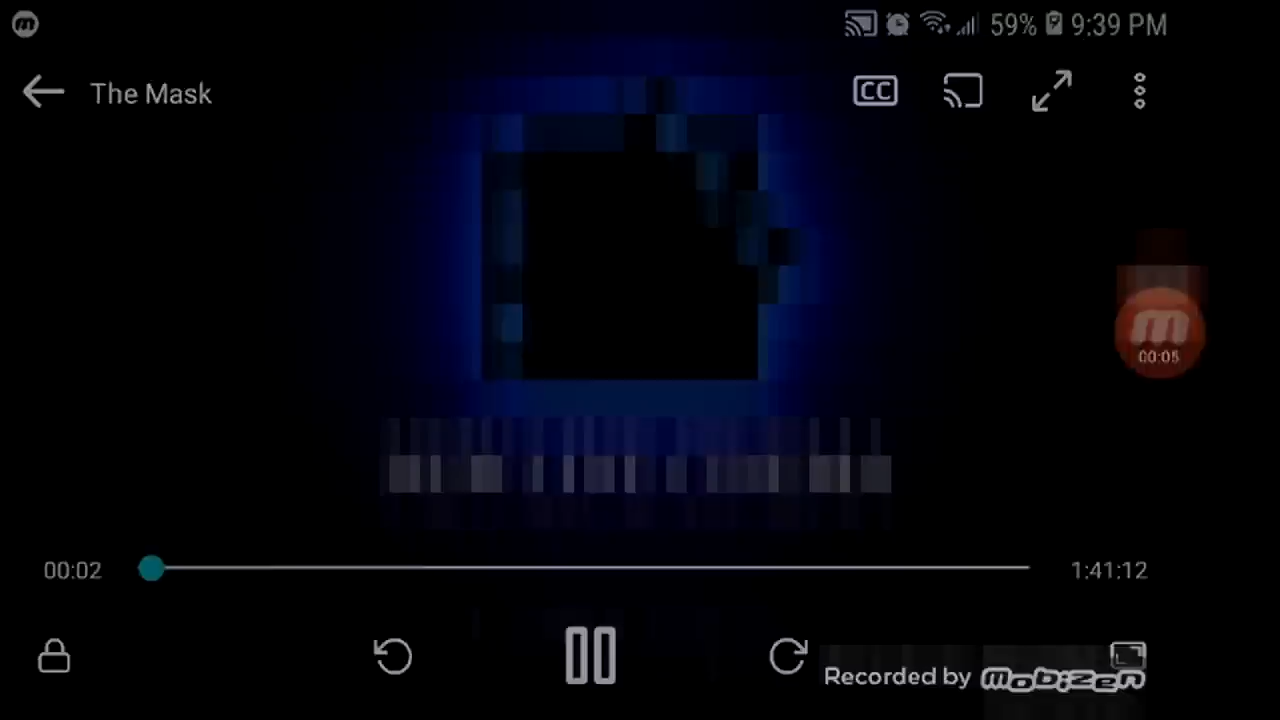 59% 9:39 PM
The Mask
CC
m
00:05
00:02
1:41:12
Recorded by mobizen